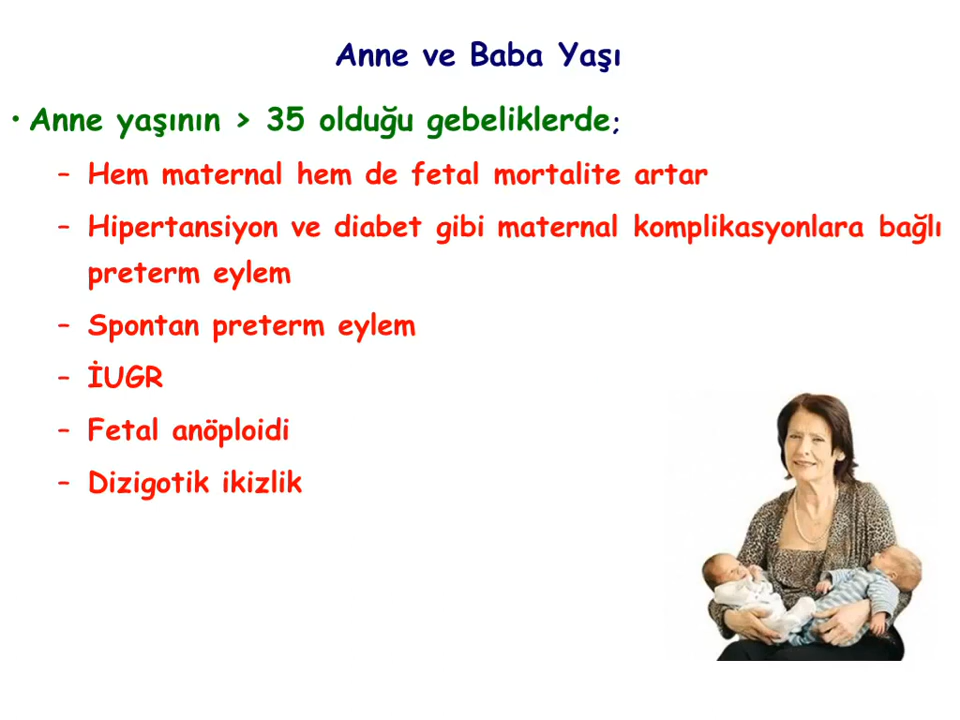 Anne ve Baba Yaşı
• Anne yaşının > 35 olduğu gebeliklerde;
– Hem maternal hem de fetal mortalite artar
– Hipertansiyon ve diabet gibi maternal komplikasyonlara bağlı
preterm eylem
– Spontan preterm eylem
– İUGR
– Fetal anöploidi
– Dizigotik ikizlik